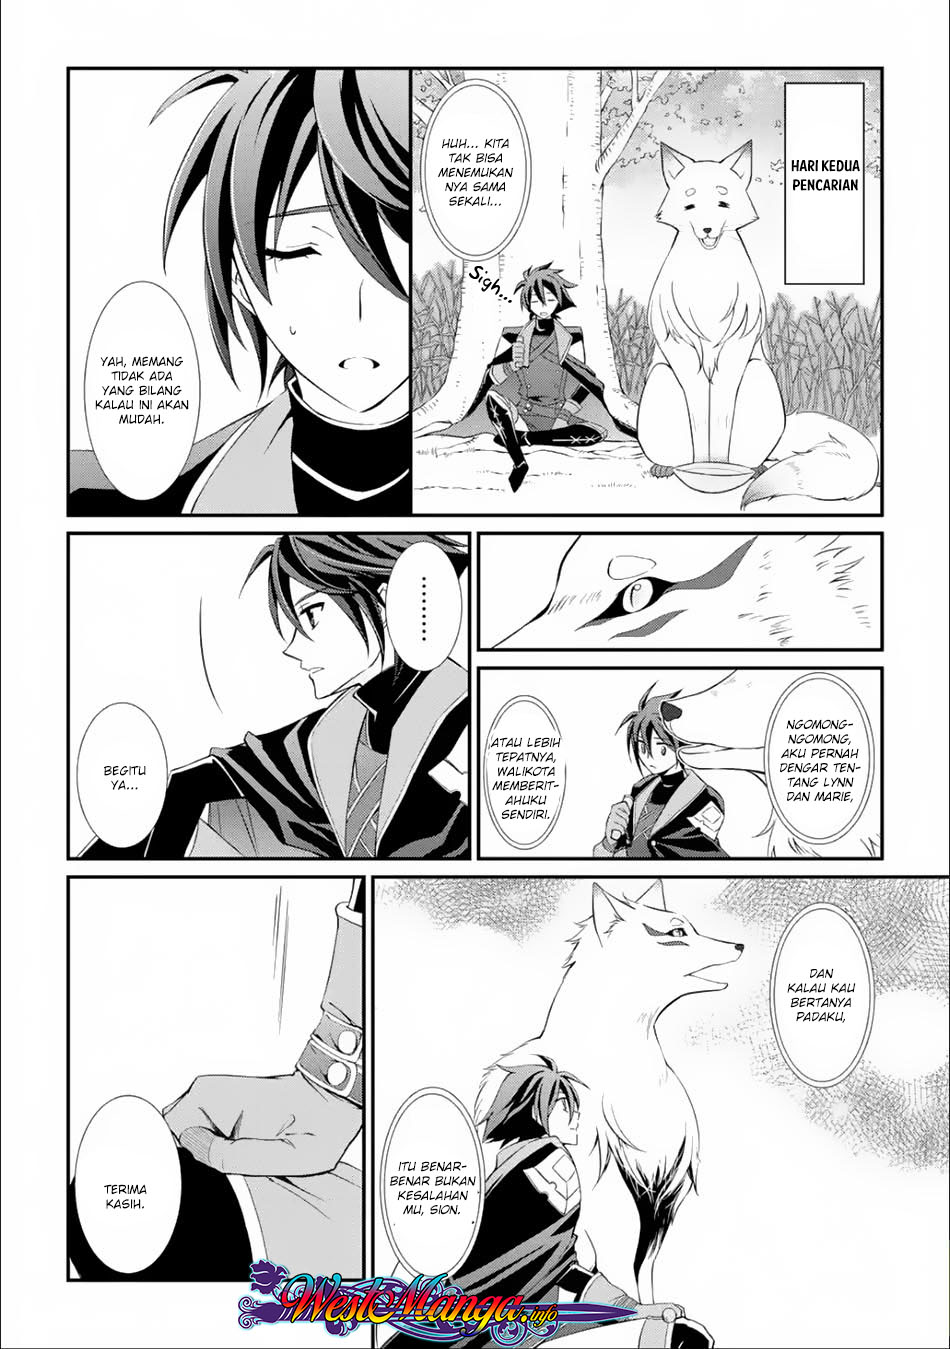 HARI KEDUA
PENCARIAN
HUH... KITA
TAK BISA
MENEMUKAN
NYA SAMA
SEKALI...
Sigh...
YAH, MEMANG
TIDAK ADA
YANG BILANG
KALAU INI AKAN
MUDAH.
NGOMONG-
NGOMONG,
AKU PERNAH
DENGAR TEN-
TANG LYNN
DAN MARIE,
ATAU LEBIH
TEPATNYA,
WALIKOTA
MEMBERIT-
AHUKU
SENDIRI.
........
BEGITU
YA...
DAN
KALAU KAU
BERTANYA
PADAKU,
ITU BENAR-
BENAR BUKAN
KESALAHAN
MU, SION.
TERIMA
KASIH.
WestManga.info